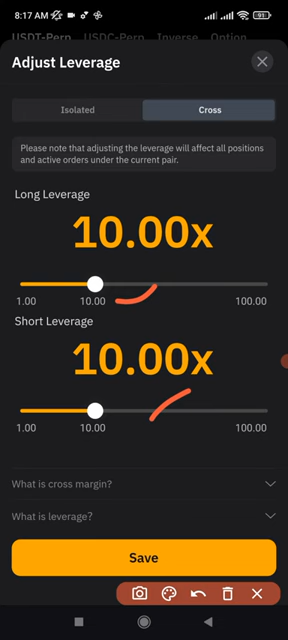 8:17 AM
91
USDT-Perp USDC-Perp Inverse Option
Adjust Leverage
Isolated Cross
Please note that adjusting the leverage will affect all positions
and active orders under the current pair.
Long Leverage
10.00x
1.00 10.00 100.00
Short Leverage
10.00x
1.00 10.00 100.00
What is cross margin?
What is leverage?
Save